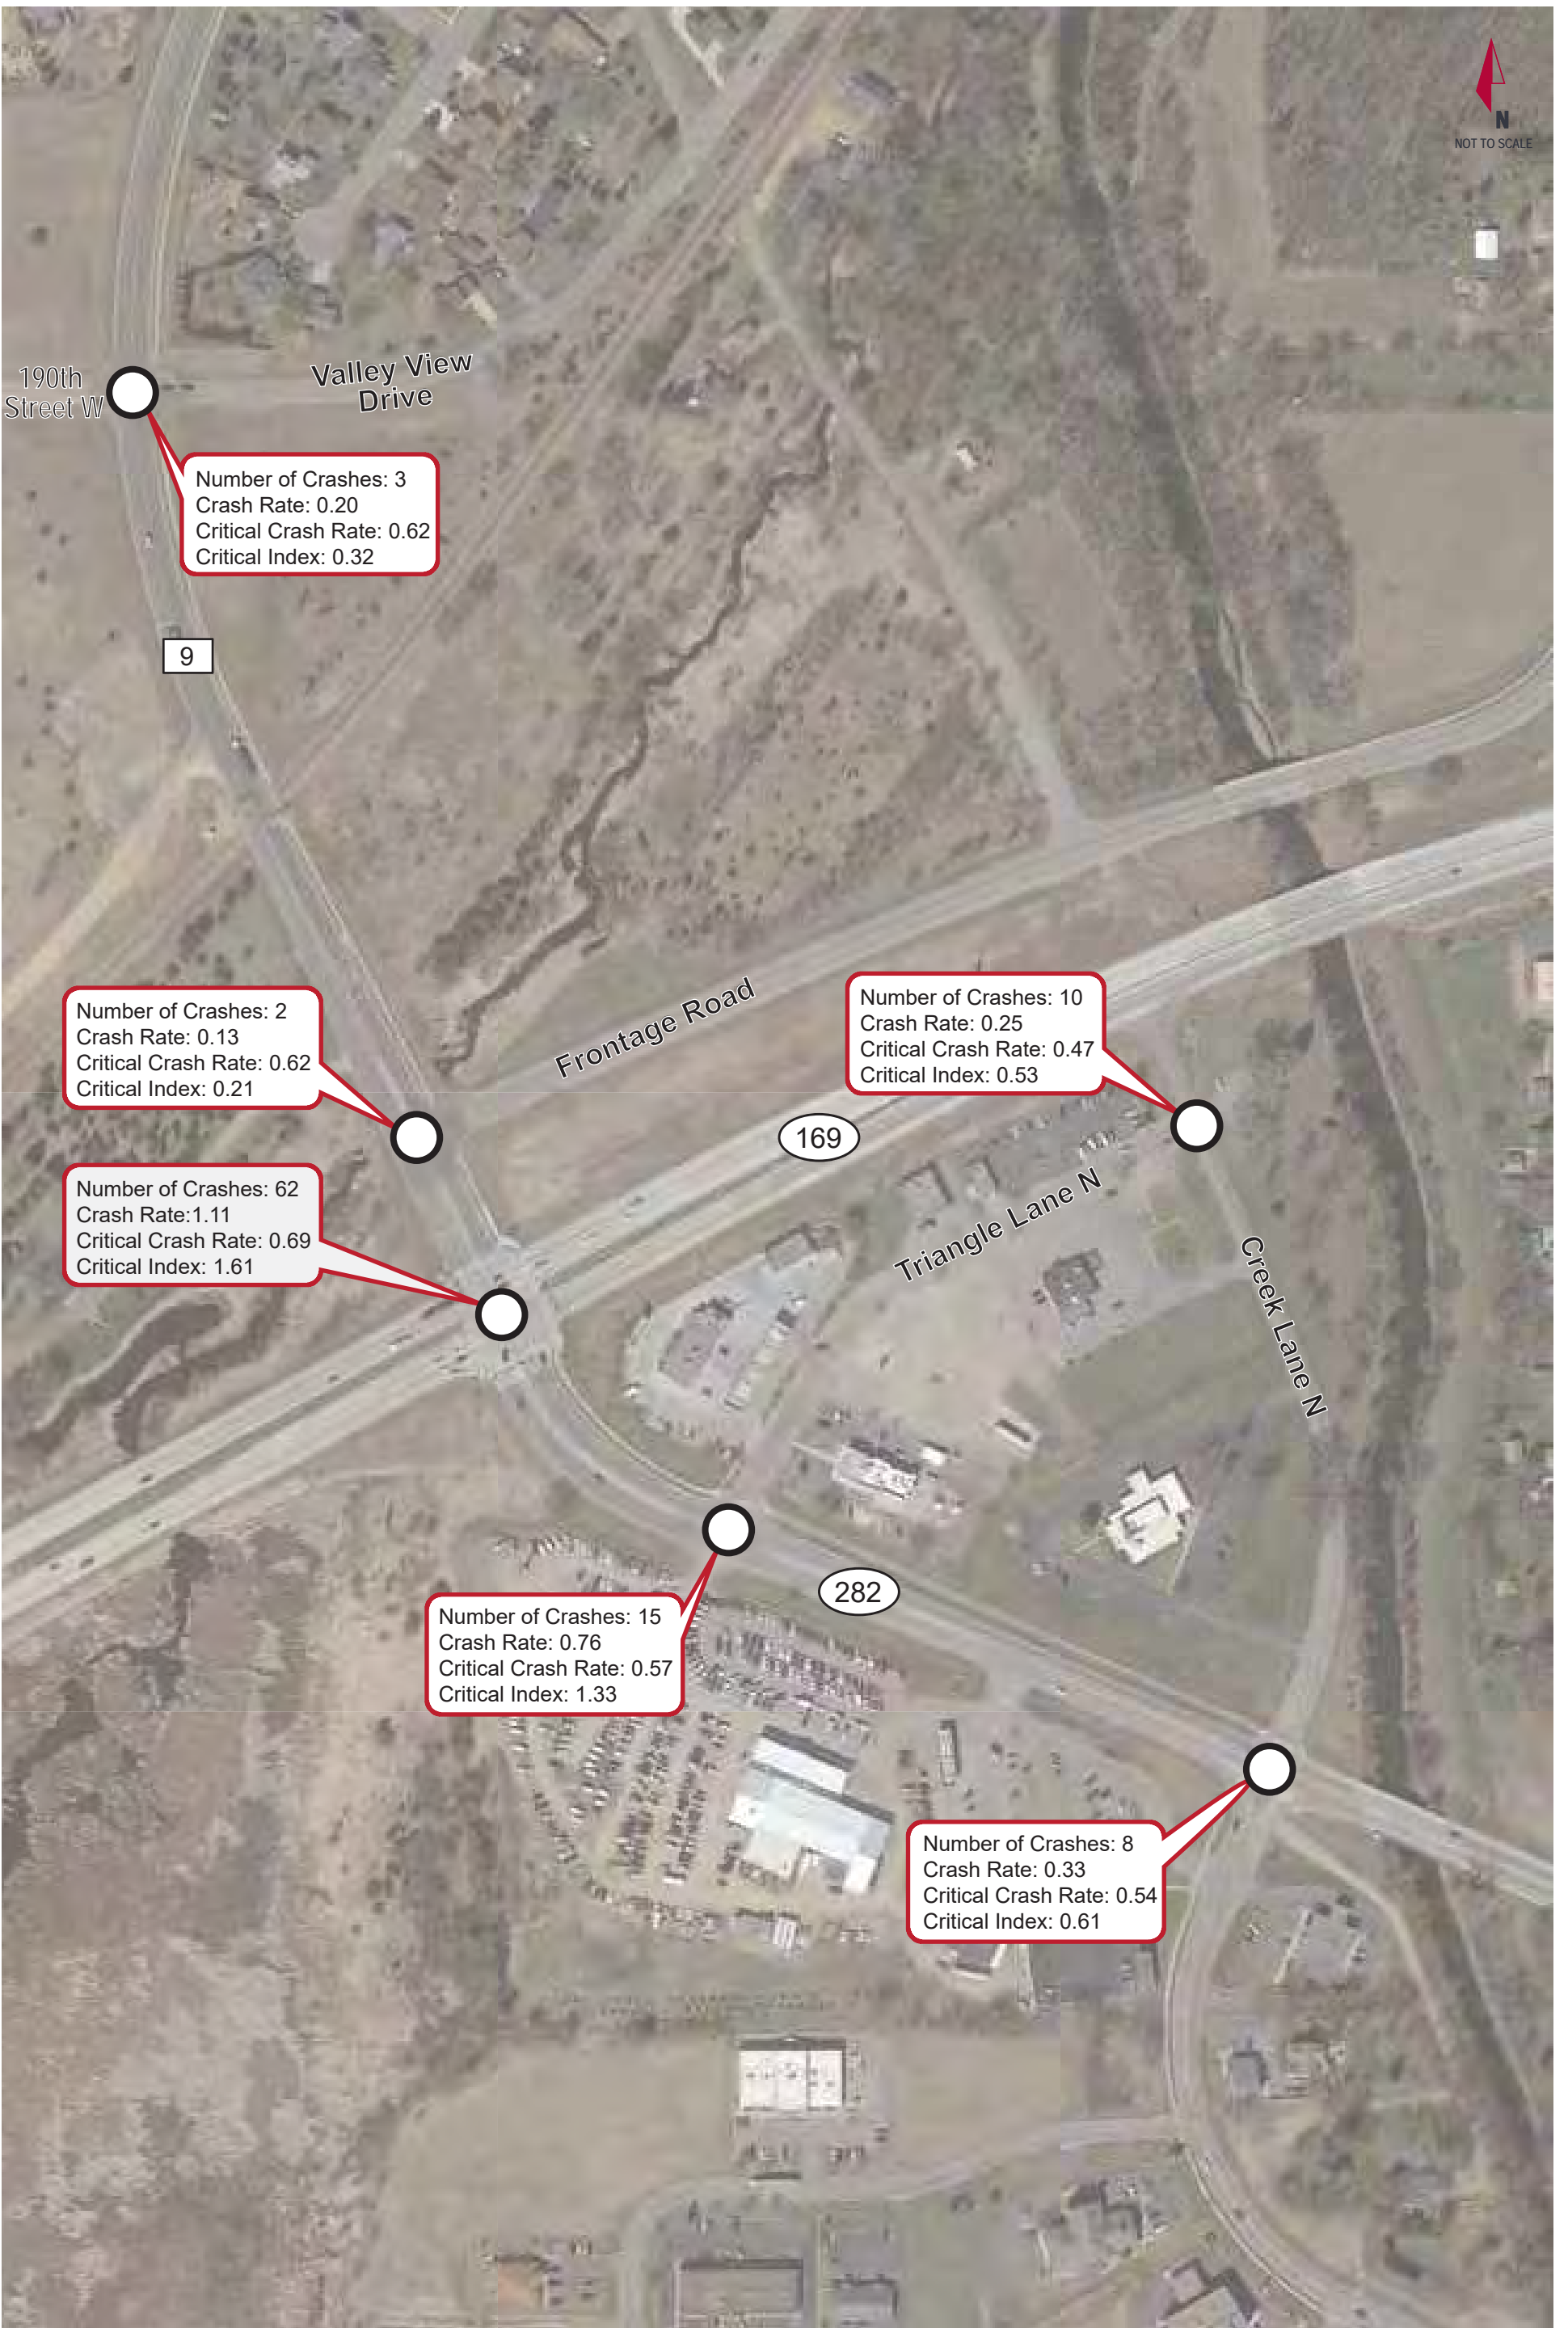 N
NOT TO SCALE
190th
Street W
Valley View
Drive
Number of Crashes: 3
Crash Rate: 0.20
Critical Crash Rate: 0.62
Critical Index: 0.32
9
Number of Crashes: 2
Crash Rate: 0.13
Critical Crash Rate: 0.62
Critical Index: 0.21
Frontage Road
Number of Crashes: 10
Crash Rate: 0.25
Critical Crash Rate: 0.47
Critical Index: 0.53
169
Number of Crashes: 62
Crash Rate:1.11
Critical Crash Rate: 0.69
Critical Index: 1.61
Triangle Lane N
Creek Lane N
Number of Crashes: 15
Crash Rate: 0.76
Critical Crash Rate: 0.57
Critical Index: 1.33
282
Number of Crashes: 8
Crash Rate: 0.33
Critical Crash Rate: 0.54
Critical Index: 0.61